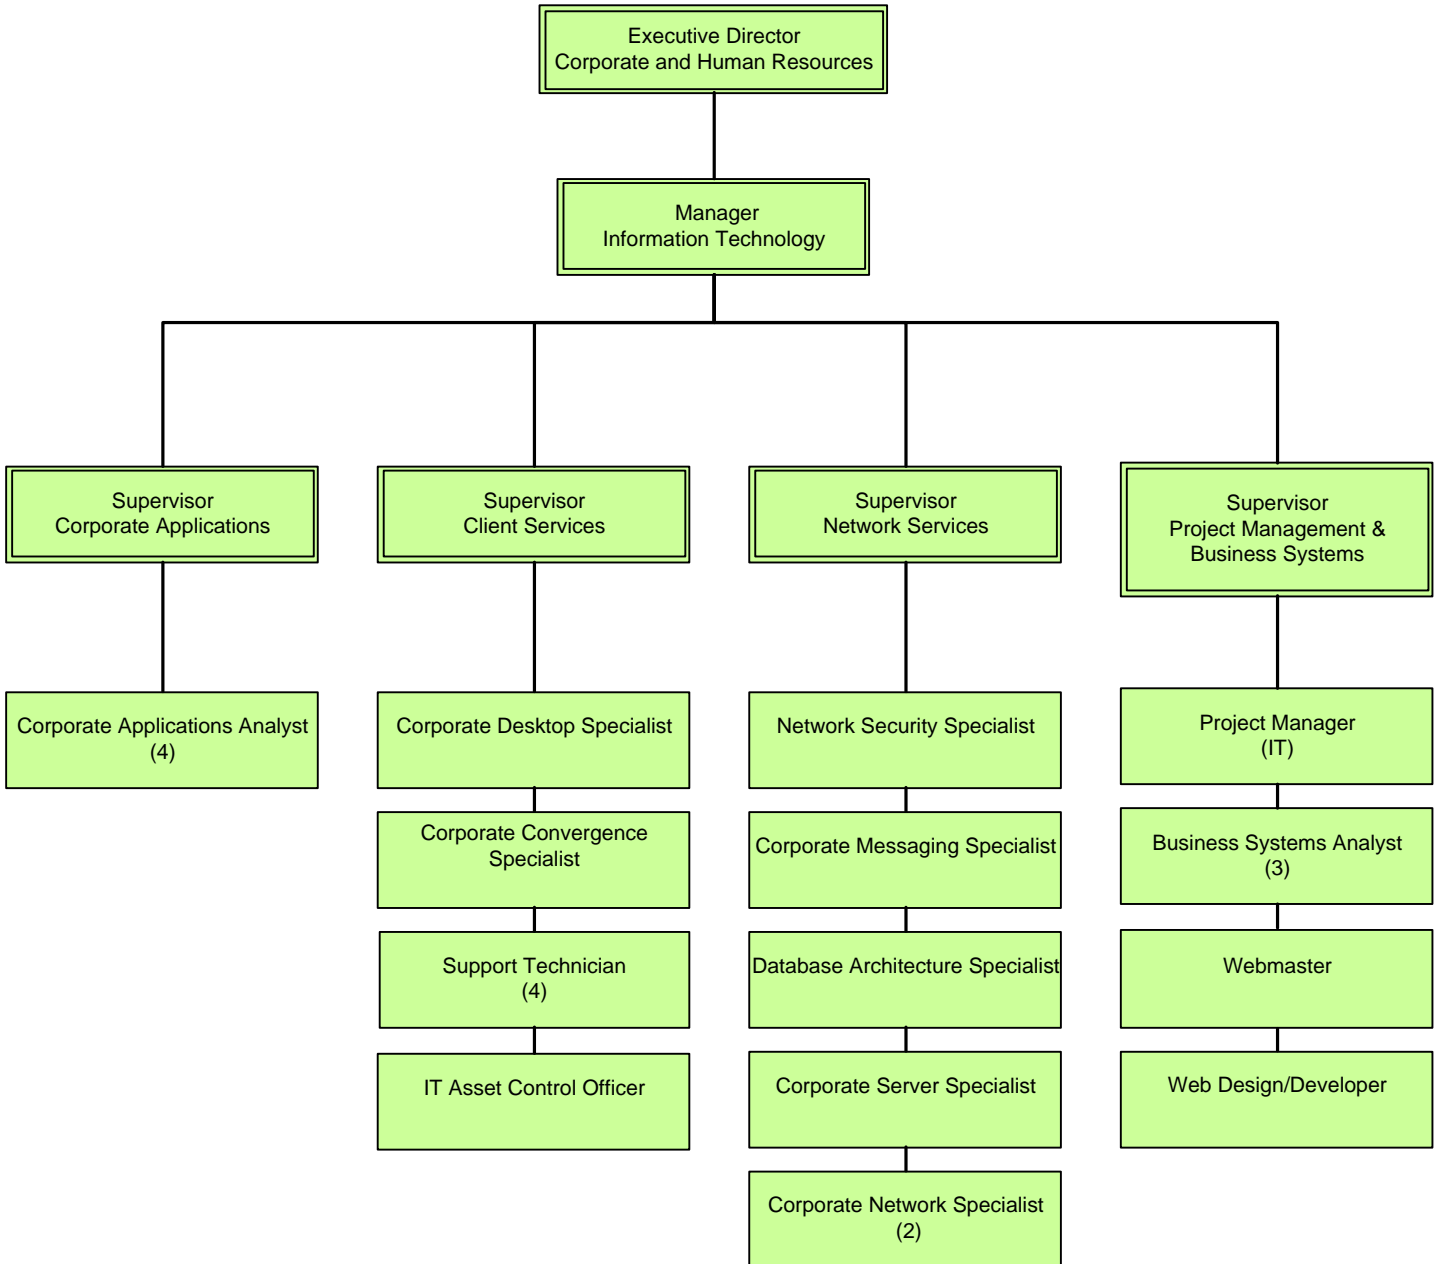 Executive Director
Corporate and Human Resources
Manager
Information Technology
Supervisor
Corporate Applications
Supervisor
Client Services
Supervisor
Network Services
Supervisor
Project Management &
Business Systems
Corporate Applications Analyst
(4)
Corporate Desktop Specialist
Network Security Specialist
Project Manager
(IT)
Corporate Convergence
Specialist
Corporate Messaging Specialist
Business Systems Analyst
(3)
Support Technician
(4)
Database Architecture Specialist
Webmaster
IT Asset Control Officer
Corporate Server Specialist
Web Design/Developer
Corporate Network Specialist
(2)